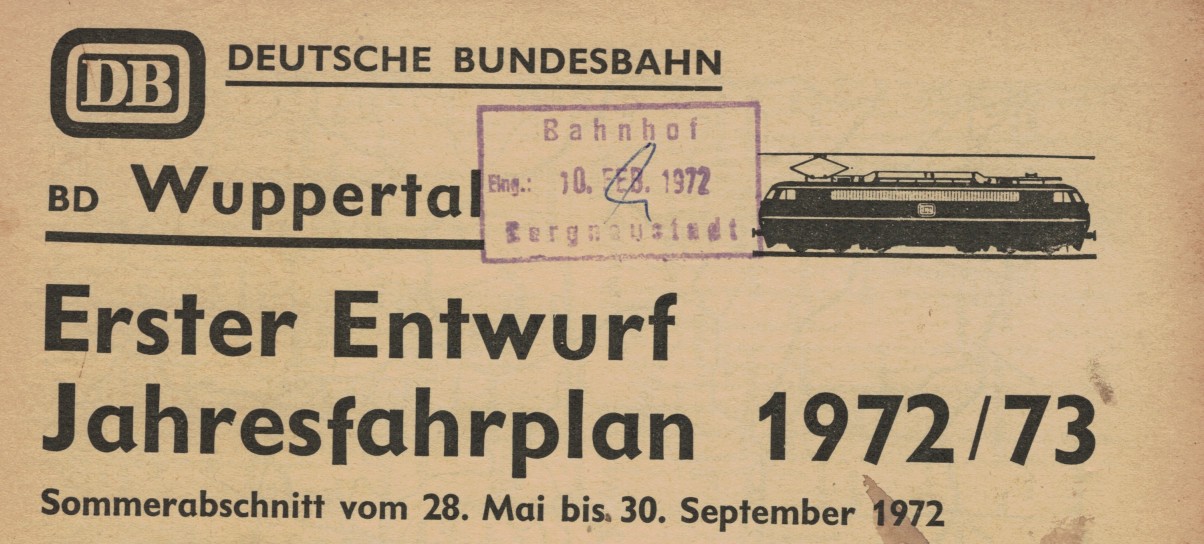 DB
DEUTSCHE BUNDESBAHN
BD Wuppertal
Bahnhof
Eing.: 10. FEB. 1972
Bergneustadt
Erster Entwurf
Jahresfahrplan 1972/73
Sommerabschnitt vom 28. Mai bis 30. September 1972